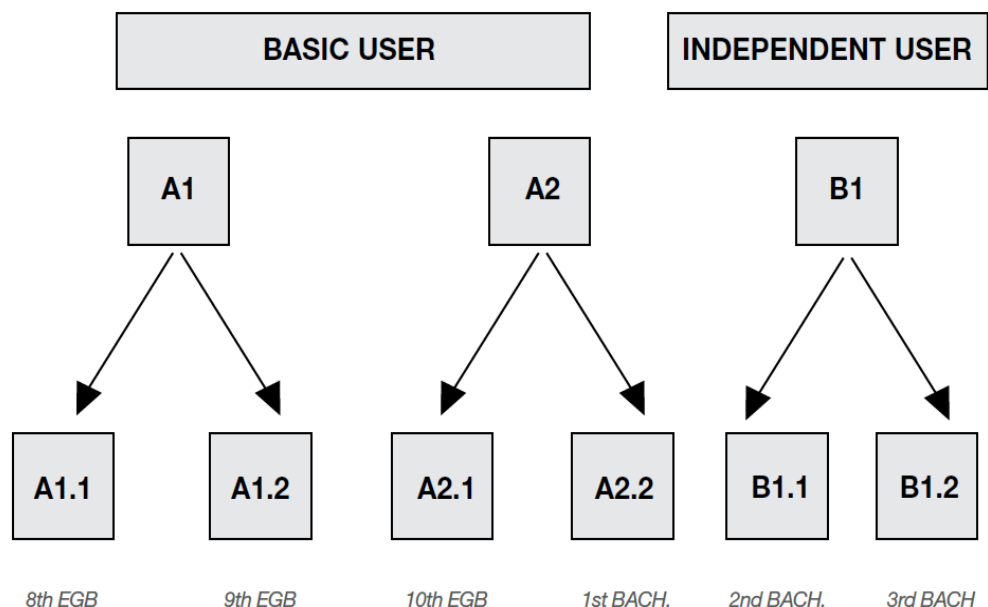 BASIC USER
INDEPENDENT USER
A1
A2
B1
A1.1
A1.2
A2.1
A2.2
B1.1
B1.2
8th EGB
9th EGB
10th EGB
1st BACH.
2nd BACH.
3rd BACH